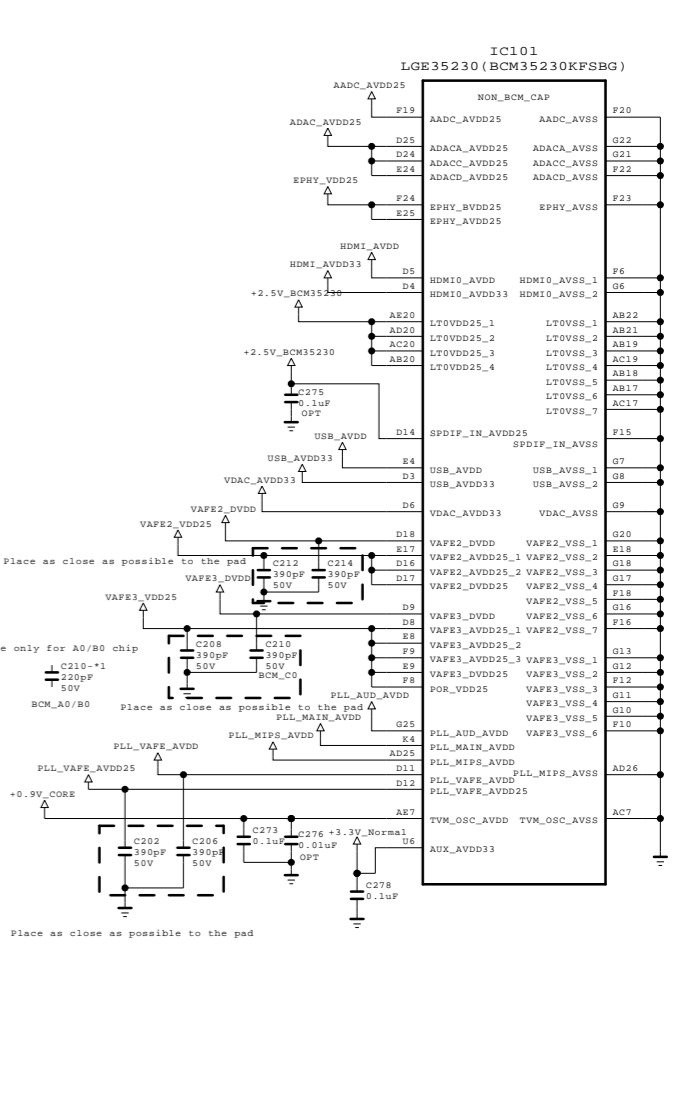 IC101
LGE35230(BCM35230KFSBG)
NON_BCM_CAP
AADC_AVDD25
F19 AADC_AVDD25 AADC_AVSS F20
ADAC_AVDD25
D25 ADACA_AVDD25 ADACA_AVSS G22
D24 ADACC_AVDD25 ADACC_AVSS G21
E24 ADACD_AVDD25 ADACD_AVSS F22
EPHY_VDD25
F24 EPHY_BVDD25 EPHY_AVSS F23
E25 EPHY_AVDD25
HDMI_AVDD
HDMI_AVDD33
D5 HDMI0_AVDD HDMI0_AVSS_1 F6
D4 HDMI0_AVDD33 HDMI0_AVSS_2 G6
+2.5V_BCM35230
AE20 LT0VDD25_1 LT0VSS_1 AB22
AD20 LT0VDD25_2 LT0VSS_2 AB21
AC20 LT0VDD25_3 LT0VSS_3 AB19
AB20 LT0VDD25_4 LT0VSS_4 AC19
LT0VSS_5 AB18
LT0VSS_6 AB17
LT0VSS_7 AC17
+2.5V_BCM35230
C275
0.1uF
OPT
D14 SPDIF_IN_AVDD25 SPDIF_IN_AVSS F15
USB_AVDD
USB_AVDD33
E4 USB_AVDD USB_AVSS_1 G7
D3 USB_AVDD33 USB_AVSS_2 G8
VDAC_AVDD33
D6 VDAC_AVDD33 VDAC_AVSS G9
VAFE2_DVDD
VAFE2_VDD25
D18 VAFE2_DVDD VAFE2_VSS_1 G20
E17 VAFE2_AVDD25_1 VAFE2_VSS_2 E18
D16 VAFE2_AVDD25_2 VAFE2_VSS_3 G18
D17 VAFE2_DVDD25 VAFE2_VSS_4 G17
VAFE2_VSS_5 F18
VAFE2_VSS_6 G16
VAFE2_VSS_7 F16
Place as close as possible to the pad
C212 C214
390pF 390pF
50V 50V
VAFE3_DVDD
VAFE3_VDD25
D9 VAFE3_DVDD
D8 VAFE3_AVDD25_1
E8 VAFE3_AVDD25_2
F9 VAFE3_AVDD25_3 VAFE3_VSS_1 G13
E9 VAFE3_DVDD25 VAFE3_VSS_2 G12
F8 POR_VDD25 VAFE3_VSS_3 F12
VAFE3_VSS_4 G11
VAFE3_VSS_5 G10
VAFE3_VSS_6 F10
e only for A0/B0 chip
C208 C210
390pF 390pF
50V 50V
BCM_C0
C210-*1
220pF
50V
BCM_A0/B0
Place as close as possible to the pad
PLL_AUD_AVDD
PLL_MAIN_AVDD
PLL_MIPS_AVDD
G25 PLL_AUD_AVDD
K4 PLL_MAIN_AVDD
AD25 PLL_MIPS_AVDD
PLL_VAFE_AVDD
D11 PLL_VAFE_AVDD PLL_MIPS_AVSS AD26
PLL_VAFE_AVDD25
D12 PLL_VAFE_AVDD25
+0.9V_CORE
AE7 TVM_OSC_AVDD TVM_OSC_AVSS AC7
C202 C206
390pF 390pF
50V 50V
C273
0.1uF
C276
0.01uF
OPT
+3.3V_Normal
U6 AUX_AVDD33
C278
0.1uF
Place as close as possible to the pad